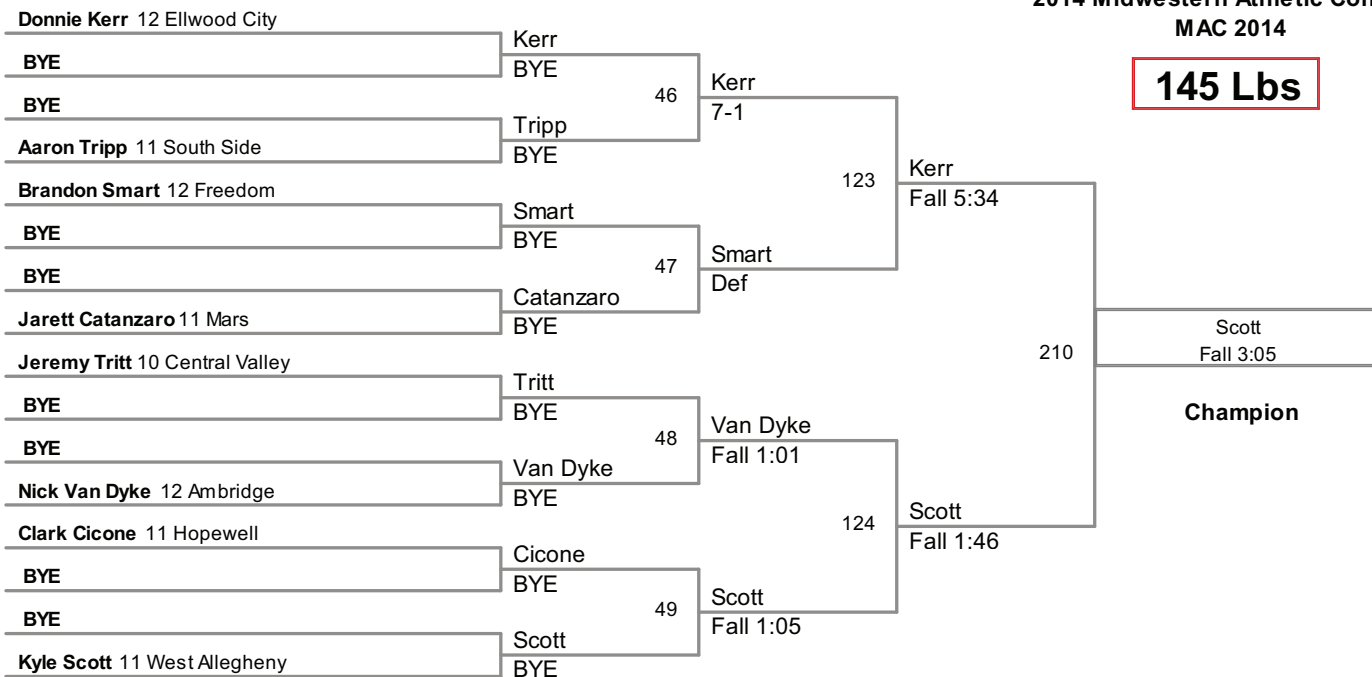 2014 Midwestern Athletic Con
MAC 2014
145 Lbs
Donnie Kerr 12 Ellwood City
BYE
BYE
Aaron Tripp 11 South Side
Brandon Smart 12 Freedom
BYE
BYE
Jarett Catanzaro 11 Mars
Jeremy Tritt 10 Central Valley
BYE
BYE
Nick Van Dyke 12 Ambridge
Clark Cicone 11 Hopewell
BYE
BYE
Kyle Scott 11 West Allegheny
Kerr
BYE
46
Tripp
BYE
Smart
BYE
47
Catanzaro
BYE
Tritt
BYE
48
Van Dyke
BYE
Cicone
BYE
49
Scott
BYE
Kerr
7-1
123
Smart
Def
Van Dyke
Fall 1:01
124
Scott
Fall 1:05
Kerr
Fall 5:34
210
Scott
Fall 1:46
Scott
Fall 3:05
Champion